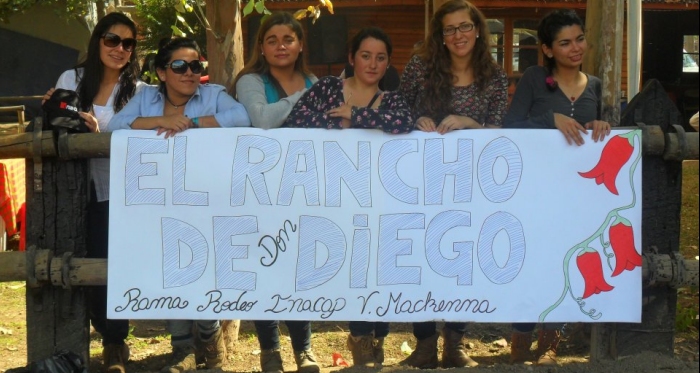 EL RANCHO
DE Don DiEGO
Rama Rodeo Inacap V. Mackenna